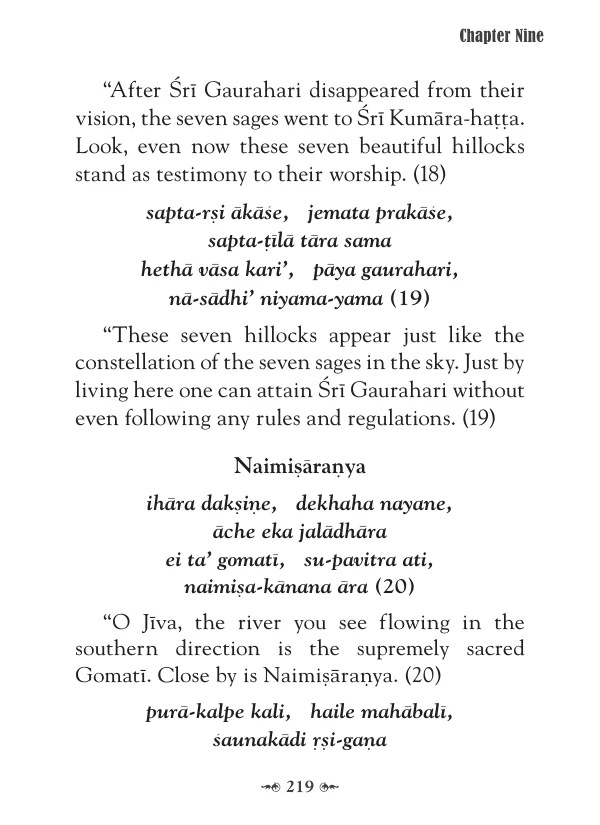 Chapter Nine
“After Śrī Gaurahari disappeared from their
vision, the seven sages went to Śrī Kumāra-haṭṭa.
Look, even now these seven beautiful hillocks
stand as testimony to their worship. (18)
sapta-rṣi ākāśe, jemata prakāśe,
sapta-ṭīlā tāra sama
hethā vāsa kari’, pāya gaurahari,
nā-sādhi’ niyama-yama (19)
“These seven hillocks appear just like the
constellation of the seven sages in the sky. Just by
living here one can attain Śrī Gaurahari without
even following any rules and regulations. (19)
Naimiṣāraṇya
ihāra dakṣiṇe, dekhaha nayane,
āche eka jalādhāra
ei ta’ gomatī, su-pavitra ati,
naimiṣa-kānana āra (20)
“O Jīva, the river you see flowing in the
southern direction is the supremely sacred
Gomatī. Close by is Naimiṣāraṇya. (20)
purā-kalpe kali, haile mahābalī,
śaunakādi ṛṣi-gaṇa
219